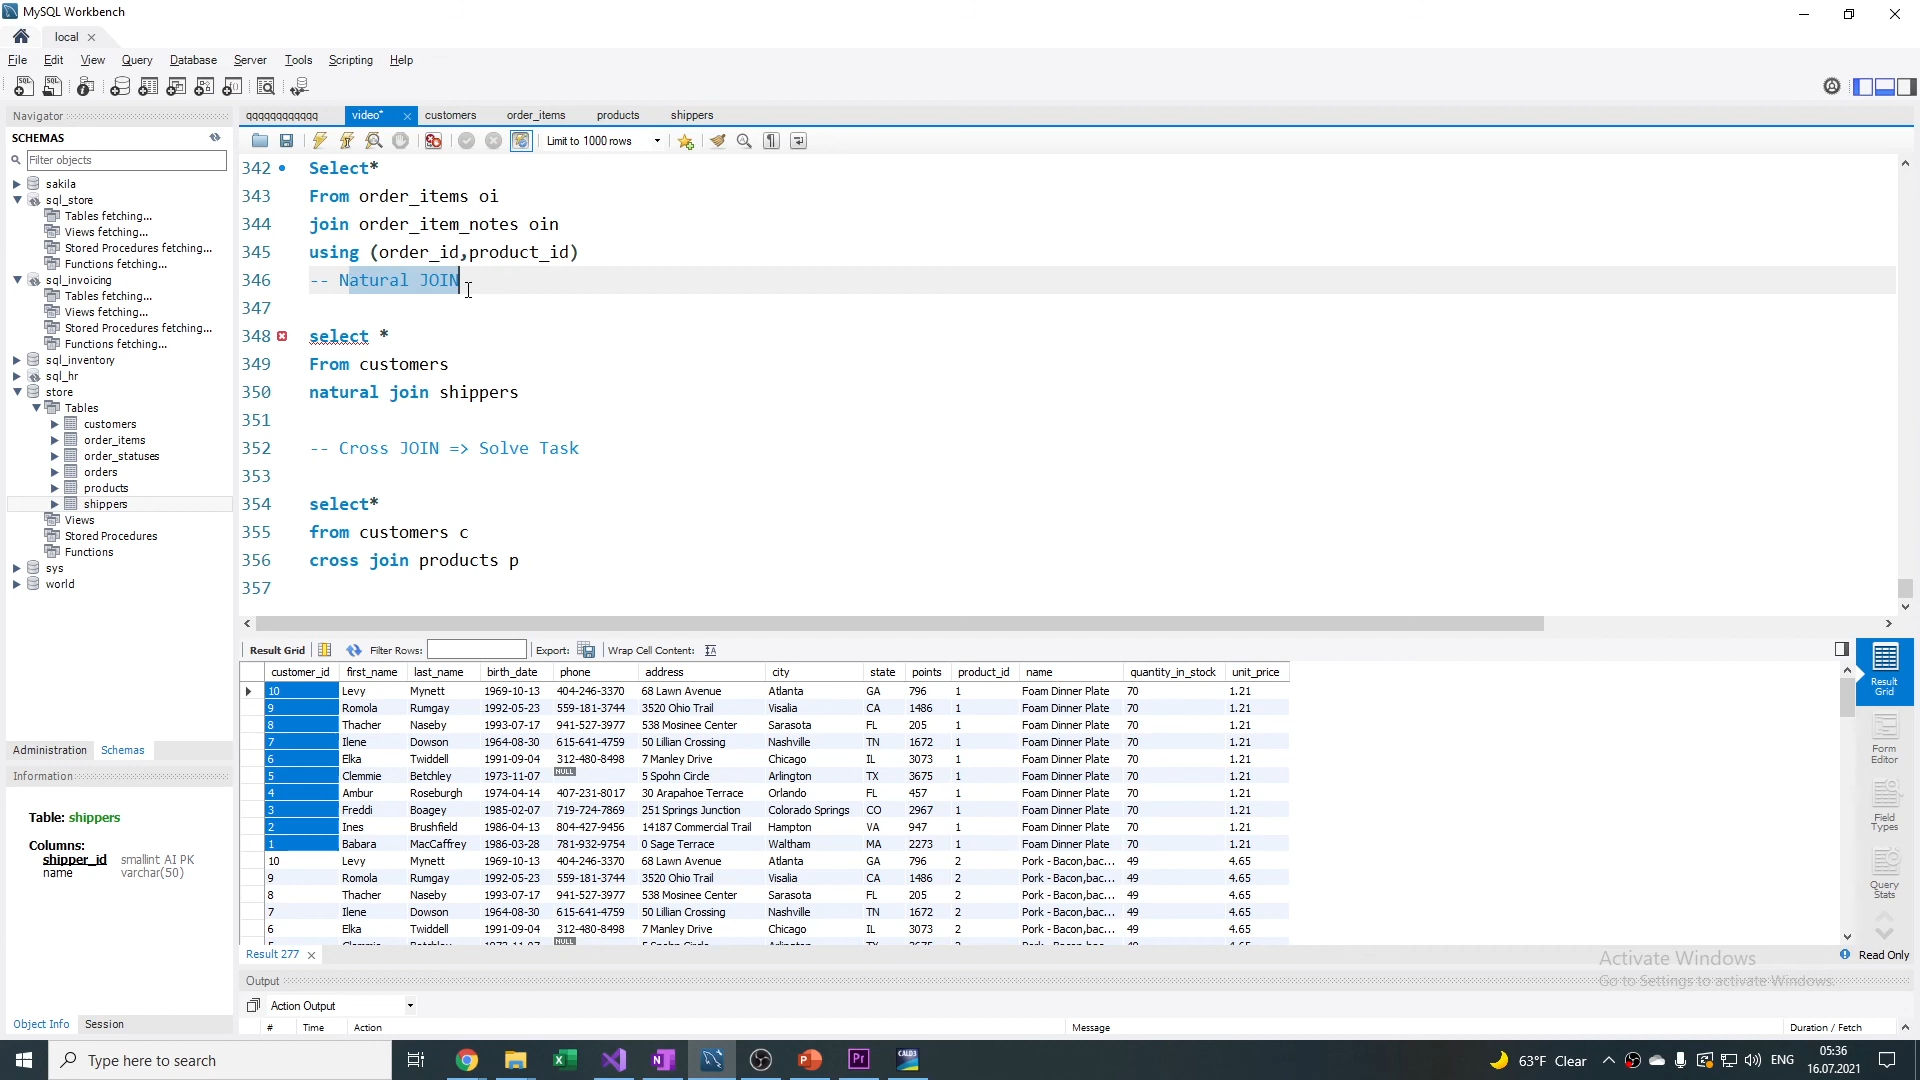 MySQL Workbench
local
File Edit View Query Database Server Tools Scripting Help
Navigator
SCHEMAS
Filter objects
sakila
sql_store
Tables fetching...
Views fetching...
Stored Procedures fetching...
Functions fetching...
sql_invoicing
Tables fetching...
Views fetching...
Stored Procedures fetching...
Functions fetching...
sql_inventory
sql_hr
store
Tables
customers
order_items
order_statuses
orders
products
shippers
Views
Stored Procedures
Functions
sys
world
Administration Schemas
Information
Table: shippers
Columns:
shipper_id smallint AI PK
name varchar(50)
Object Info Session
qqqqqqqqqqqq video* customers order_items products shippers
Limit to 1000 rows
342 Select*
343 From order_items oi
344 join order_item_notes oin
345 using (order_id,product_id)
346 -- Natural JOIN
347
348 select *
349 From customers
350 natural join shippers
351
352 -- Cross JOIN => Solve Task
353
354 select*
355 from customers c
356 cross join products p
357
Result Grid Filter Rows: Export: Wrap Cell Content:
customer_id first_name last_name birth_date phone address city state points product_id name quantity_in_stock unit_price
10 Levy Mynett 1969-10-13 404-246-3370 68 Lawn Avenue Atlanta GA 796 1 Foam Dinner Plate 70 1.21
9 Romola Rumgay 1992-05-23 559-181-3744 3520 Ohio Trail Visalia CA 1486 1 Foam Dinner Plate 70 1.21
8 Thacher Naseby 1993-07-17 941-527-3977 538 Mosinee Center Sarasota FL 205 1 Foam Dinner Plate 70 1.21
7 Ilene Dowson 1964-08-30 615-641-4759 50 Lillian Crossing Nashville TN 1672 1 Foam Dinner Plate 70 1.21
6 Elka Twiddell 1991-09-04 312-480-8498 7 Manley Drive Chicago IL 3073 1 Foam Dinner Plate 70 1.21
5 Clemmie Betchley 1973-11-07 NULL 5 Spohn Circle Arlington TX 3675 1 Foam Dinner Plate 70 1.21
4 Ambur Roseburgh 1974-04-14 407-231-8017 30 Arapahoe Terrace Orlando FL 457 1 Foam Dinner Plate 70 1.21
3 Freddi Boagey 1985-02-07 719-724-7869 251 Springs Junction Colorado Springs CO 2967 1 Foam Dinner Plate 70 1.21
2 Ines Brushfield 1986-04-13 804-427-9456 14187 Commercial Trail Hampton VA 947 1 Foam Dinner Plate 70 1.21
1 Babara MacCaffrey 1986-03-28 781-932-9754 0 Sage Terrace Waltham MA 2273 1 Foam Dinner Plate 70 1.21
10 Levy Mynett 1969-10-13 404-246-3370 68 Lawn Avenue Atlanta GA 796 2 Pork - Bacon,bac... 49 4.65
9 Romola Rumgay 1992-05-23 559-181-3744 3520 Ohio Trail Visalia CA 1486 2 Pork - Bacon,bac... 49 4.65
8 Thacher Naseby 1993-07-17 941-527-3977 538 Mosinee Center Sarasota FL 205 2 Pork - Bacon,bac... 49 4.65
7 Ilene Dowson 1964-08-30 615-641-4759 50 Lillian Crossing Nashville TN 1672 2 Pork - Bacon,bac... 49 4.65
6 Elka Twiddell 1991-09-04 312-480-8498 7 Manley Drive Chicago IL 3073 2 Pork - Bacon,bac... 49 4.65
Result Grid
Form Editor
Field Types
Query Stats
Result 277
Read Only
Activate Windows
Go to Settings to activate Windows.
Output
Action Output
# Time Action Message Duration / Fetch
Type here to search
63°F Clear
ENG
05:36
16.07.2021